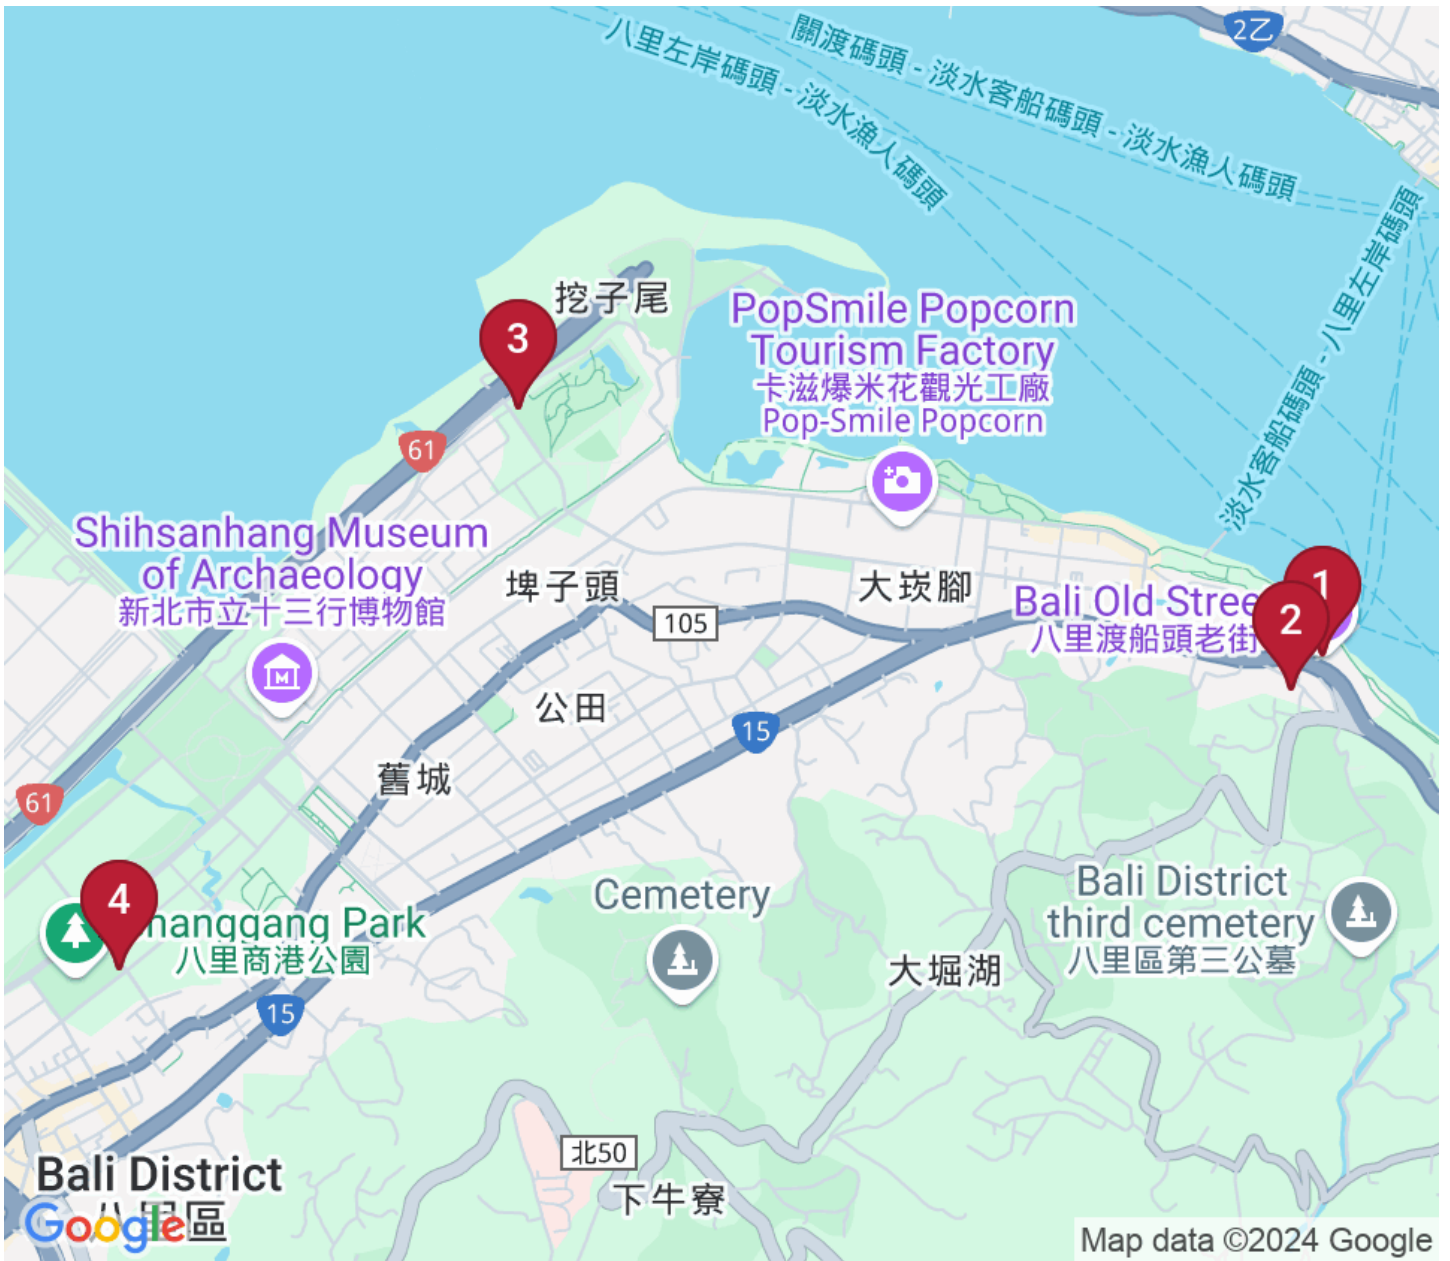 2乙
關渡碼頭 - 淡水客船碼頭 - 淡水漁人碼頭
八里左岸碼頭 - 淡水漁人碼頭
淡水客船碼頭 - 八里左岸碼頭
挖子尾
PopSmile Popcorn
Tourism Factory
卡滋爆米花觀光工廠
Pop-Smile Popcorn
3
61
Shihsanhang Museum
of Archaeology
新北市立十三行博物館
埤子頭
105
大崁腳
Bali Old Stree
八里渡船頭老街
1
2
M
公田
15
舊城
61
4
hanggang Park
八里商港公園
Cemetery
Bali District
third cemetery
八里區第三公墓
大堀湖
15
北50
下牛寮
Bali District
八里區
Google
Map data ©2024 Google